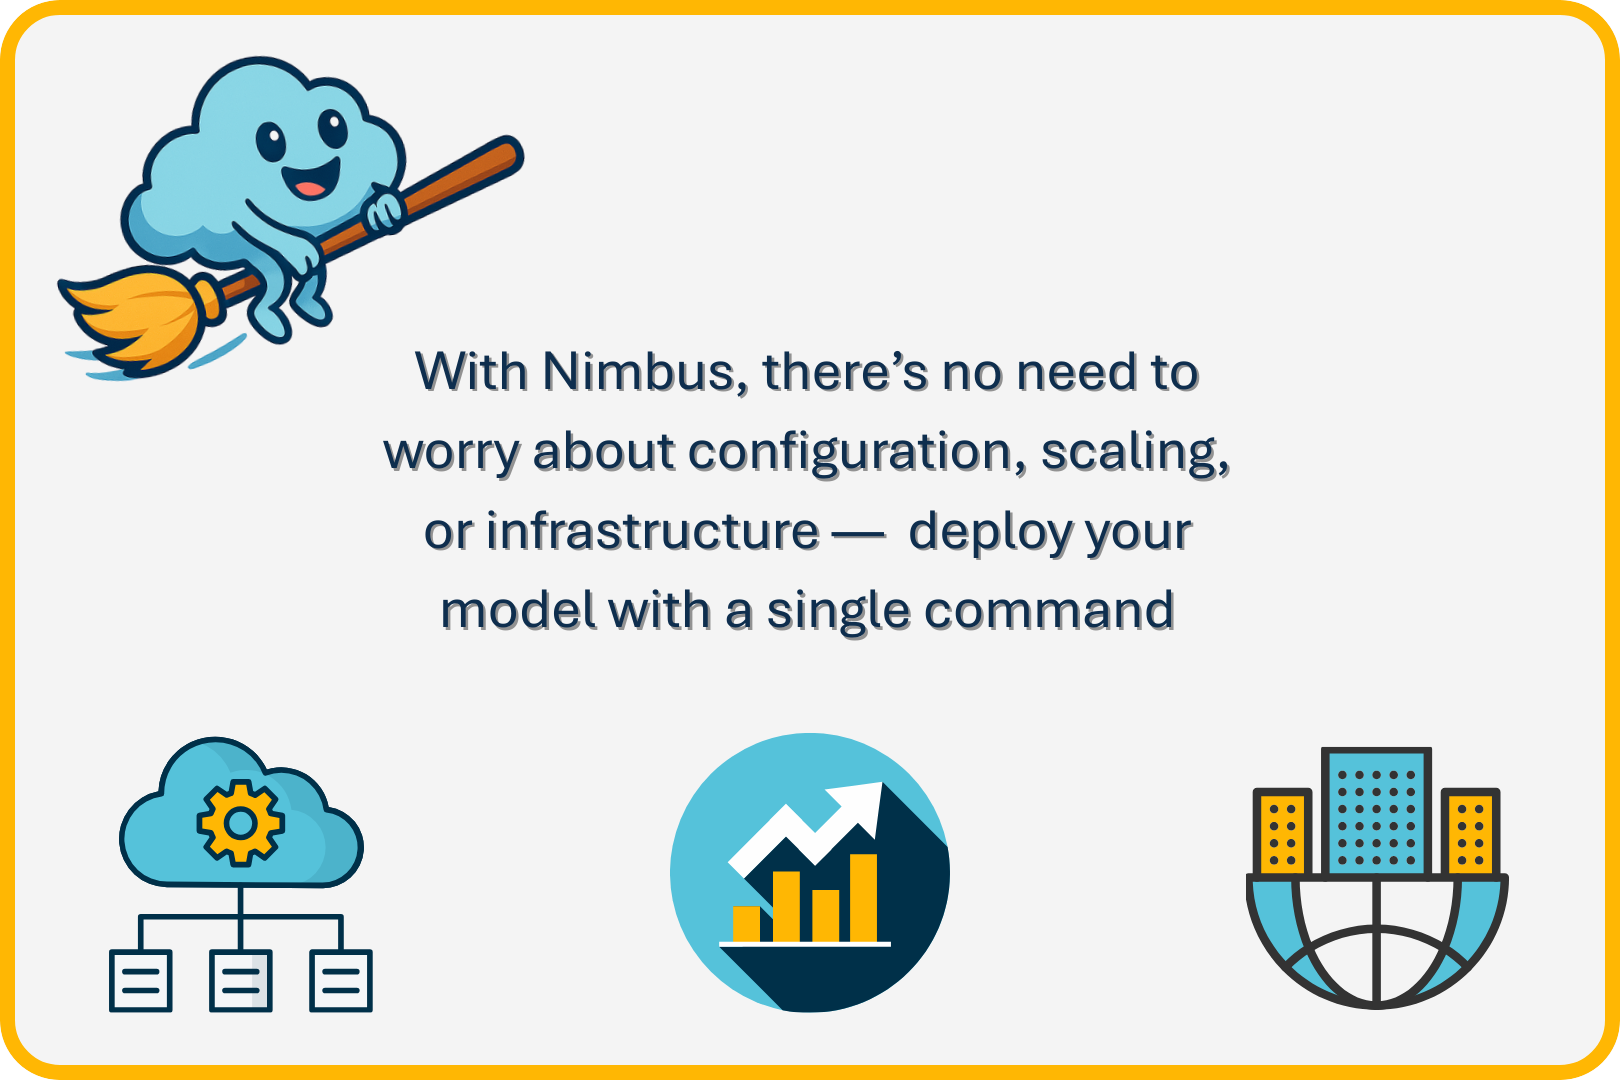 With Nimbus, there’s no need to
worry about configuration, scaling,
or infrastructure — deploy your
model with a single command